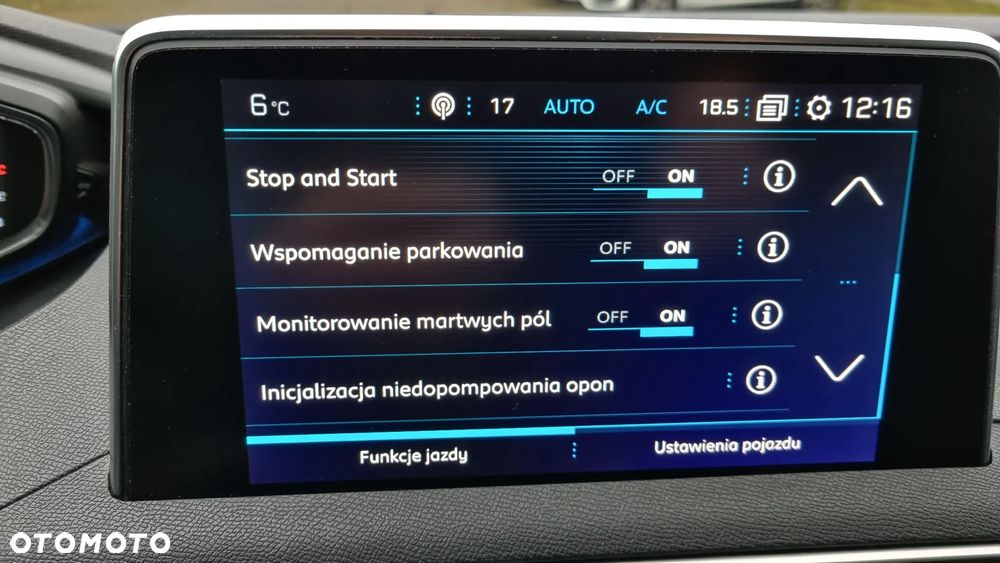 6°C 17 AUTO A/C 18.5 12:16
Stop and Start OFF ON
Wspomaganie parkowania OFF ON
Monitorowanie martwych pól OFF ON
Inicjalizacja niedopompowania opon
Funkcje jazdy Ustawienia pojazdu
OTOMOTO